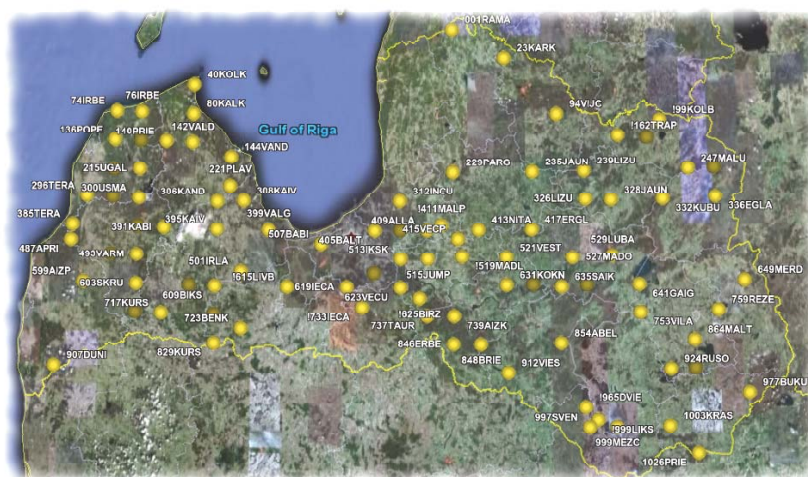 001RAMA
23KARK
40KOLK
74IRBE
76IRBE
80KALK
94VIJC
!99KOLB
136POPE
140PRIE
142VALD
144VAND
!162TRAP
Gulf of Riga
215UGAL
221PLAV
229PARG
235JAUN
239LIZU
247MALU
296TERA
300USMA
306KAND
308KAIV
312INCU
326LIZU
328JAUN
332KUBU
336EGLA
385TERA
391KABI
395KAIV
399VALG
405BALT
409ALLA
!411MALP
413NITA
415VECP
417ERGL
487APRI
493VARM
501IRLA
507BABI
513IKSK
515JUMP
!519MADL
521VEST
527MADO
529LUBA
599AIZP
603SKRU
609BIKS
!615LIVB
619IECA
623VECU
!625BIRZ
631KOKN
635SAIK
641GAIG
649MERD
717KURS
723BENK
!733IECA
737TAUR
739AIZK
753VILA
759REZE
829KURS
846ERBE
848BRIE
854ABEL
864MALT
907DUNI
912VIES
924RUSO
!965DVIE
977BUKU
997SVEN
!999LIKS
999MEZC
1003KRAS
1026PRIE